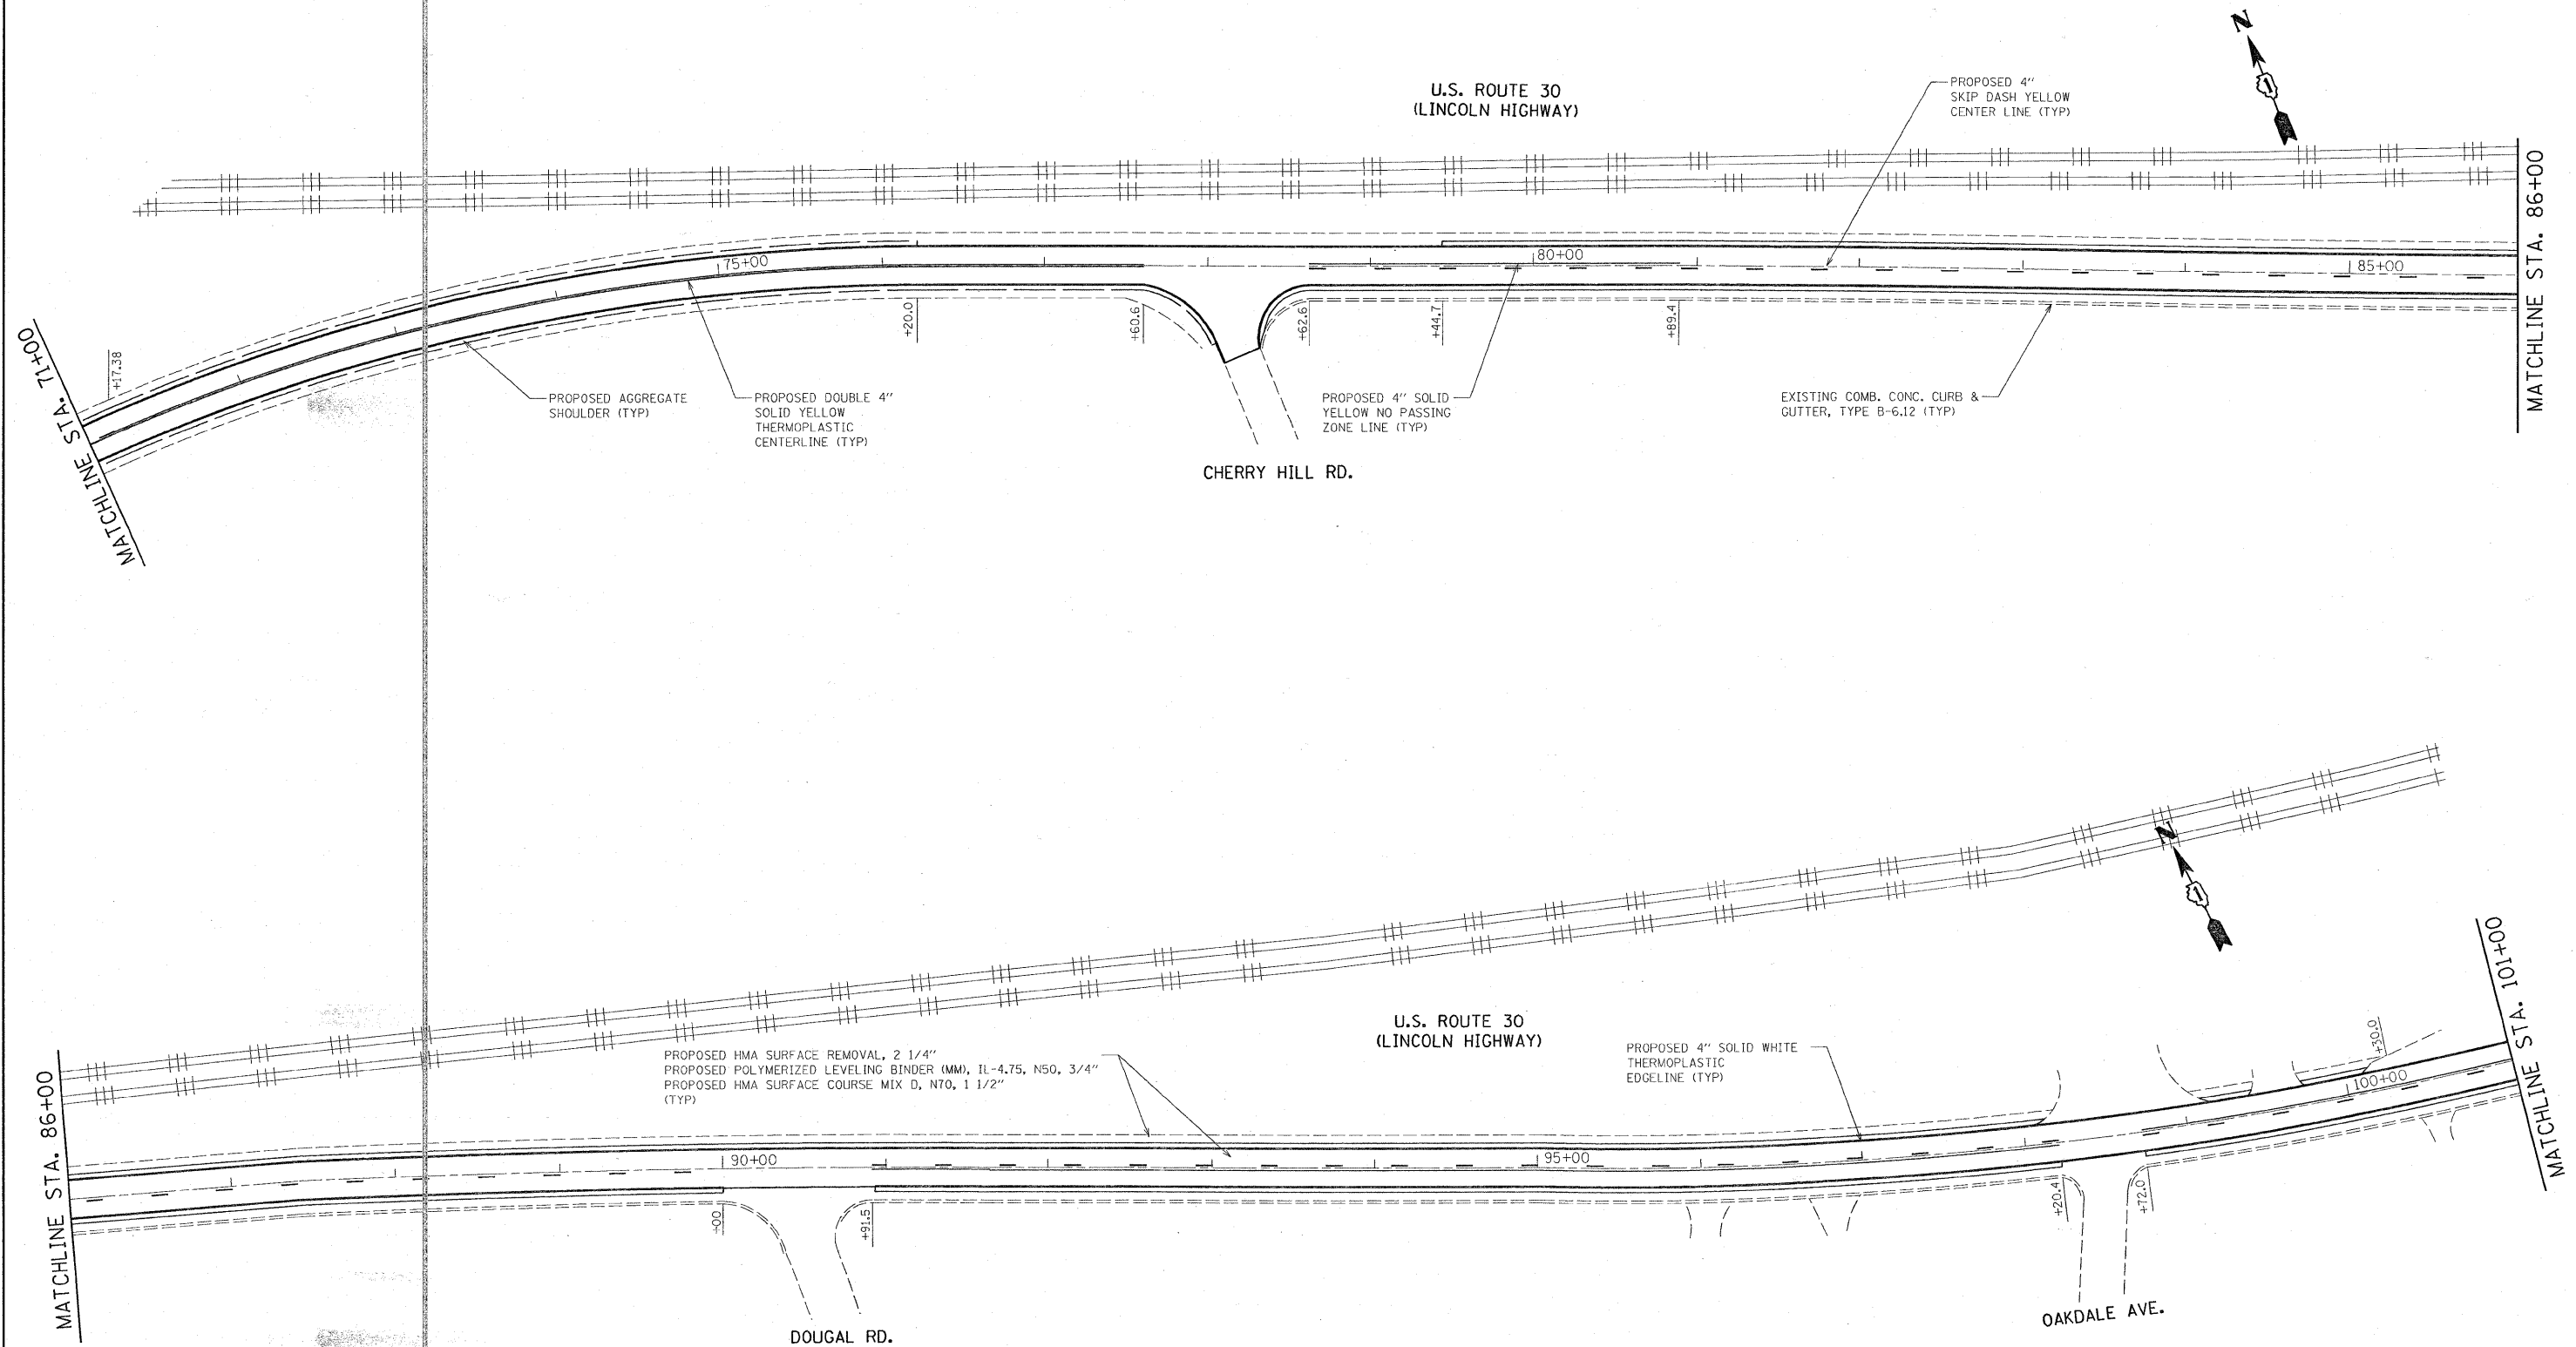 N
U.S. ROUTE 30
(LINCOLN HIGHWAY)
PROPOSED 4"
SKIP DASH YELLOW
CENTER LINE (TYP)
MATCHLINE STA. 86+00
75+00
80+00
85+00
MATCHLINE STA. 71+00
+17.38
+20.0
+60.6
+62.6
+44.7
+89.4
PROPOSED AGGREGATE
SHOULDER (TYP)
PROPOSED DOUBLE 4"
SOLID YELLOW
THERMOPLASTIC
CENTERLINE (TYP)
PROPOSED 4" SOLID
YELLOW NO PASSING
ZONE LINE (TYP)
EXISTING COMB. CONC. CURB &
GUTTER, TYPE B-6.12 (TYP)
CHERRY HILL RD.
N
MATCHLINE STA. 101+00
U.S. ROUTE 30
(LINCOLN HIGHWAY)
PROPOSED HMA SURFACE REMOVAL, 2 1/4"
PROPOSED POLYMERIZED LEVELING BINDER (MM), IL-4.75, N50, 3/4"
PROPOSED HMA SURFACE COURSE MIX D, N70, 1 1/2"
(TYP)
PROPOSED 4" SOLID WHITE
THERMOPLASTIC
EDGELINE (TYP)
+30.0
100+00
MATCHLINE STA. 86+00
90+00
95+00
+00
+91.5
+20.4
+72.0
DOUGAL RD.
OAKDALE AVE.